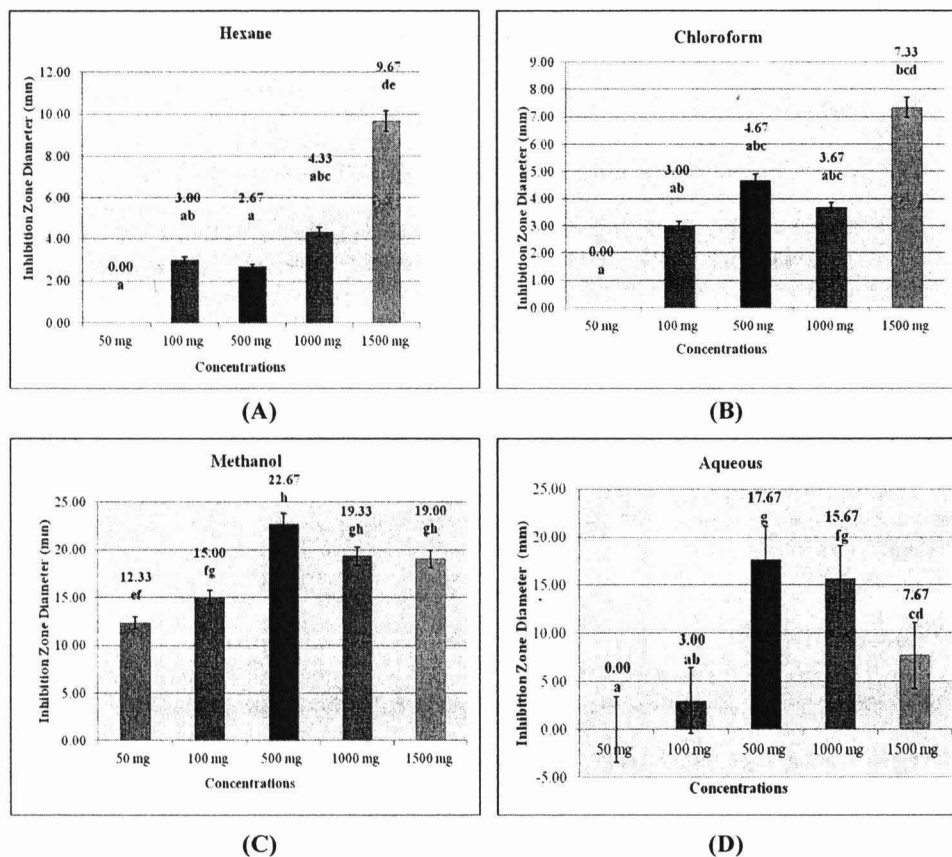 Hexane
Inhibition Zone Diameter (mm)
12.00
10.00
8.00
6.00
4.00
2.00
0.00
0.00
a
3.00
ab
2.67
a
4.33
abc
9.67
de
50 mg 100 mg 500 mg 1000 mg 1500 mg
Concentrations
(A)
Chloroform
Inhibition Zone Diameter (mm)
9.00
8.00
7.00
6.00
5.00
4.00
3.00
2.00
1.00
0.00
0.00
a
3.00
ab
4.67
abc
3.67
abc
7.33
bcd
50 mg 100 mg 500 mg 1000 mg 1500 mg
Concentrations
(B)
Methanol
Inhibition Zone Diameter (mm)
25.00
20.00
15.00
10.00
5.00
0.00
12.33
ef
15.00
fg
22.67
h
19.33
gh
19.00
gh
50 mg 100 mg 500 mg 1000 mg 1500 mg
Concentrations
(C)
Aqueous
Inhibition Zone Diameter (mm)
25.00
20.00
15.00
10.00
5.00
0.00
-5.00
0.00
a
3.00
ab
17.67
g
15.67
fg
7.67
cd
50 mg 100 mg 500 mg 1000 mg 1500 mg
Concentrations
(D)